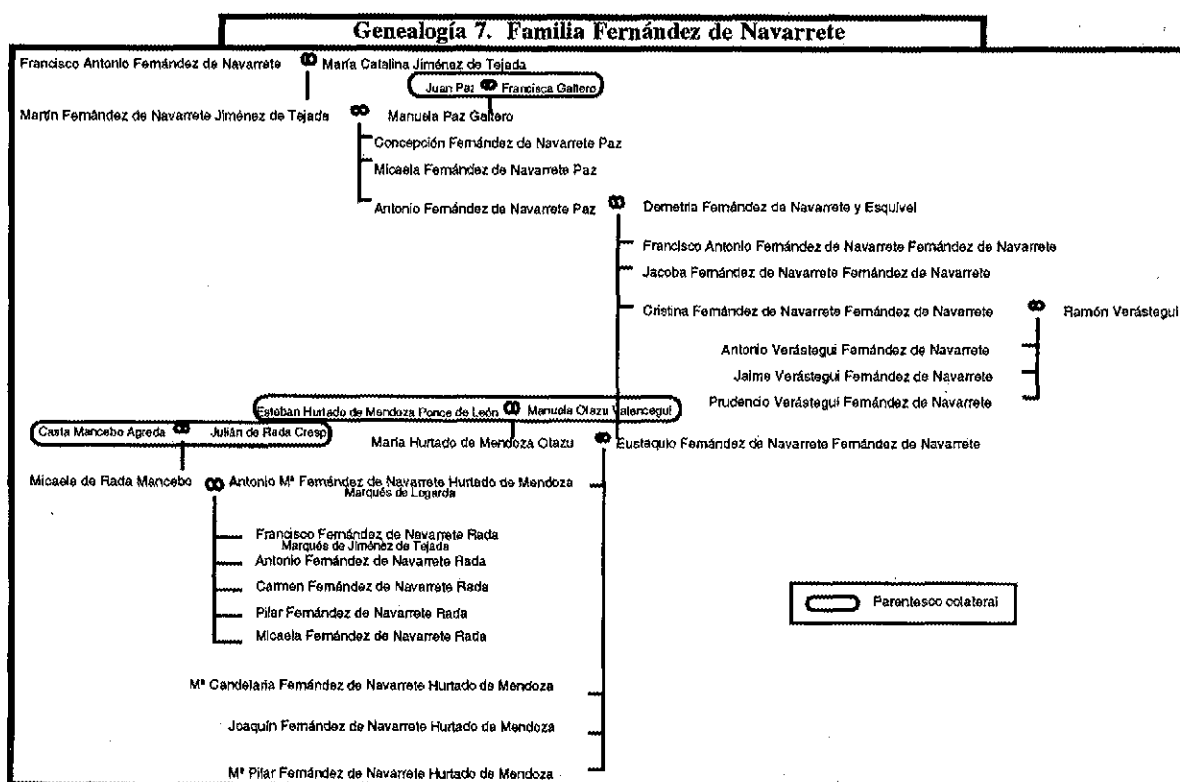 Genealogía 7. Familia Fernández de Navarrete
Francisco Antonio Fernández de Navarrete María Catalina Jiménez de Tejada
Juan Paz Francisca Galtero
Martín Fernández de Navarrete Jiménez de Tejada Manuela Paz Galtero
Concepción Fernández de Navarrete Paz
Micaela Fernández de Navarrete Paz
Antonio Fernández de Navarrete Paz Demetria Fernández de Navarrete y Esquivel
Francisco Antonio Fernández de Navarrete Fernández de Navarrete
Jacoba Fernández de Navarrete Fernández de Navarrete
Cristina Fernández de Navarrete Fernández de Navarrete Ramón Verástegui
Antonio Verástegui Fernández de Navarrete
Jaime Verástegui Fernández de Navarrete
Prudencio Verástegui Fernández de Navarrete
Esteban Hurtado de Mendoza Ponce de León Manuela Otazu Valencegui
Casta Mancebo Agreda Julián de Rada Cresp
María Hurtado de Mendoza Otazu Eustaquio Fernández de Navarrete Fernández de Navarrete
Micaela de Rada Mancebo Antonio Mª Fernández de Navarrete Hurtado de Mendoza
Marqués de Legarda
Francisco Fernández de Navarrete Rada
Marqués de Jiménez de Tejada
Antonio Fernández de Navarrete Rada
Carmen Fernández de Navarrete Rada
Pilar Fernández de Navarrete Rada
Parentesco colateral
Micaela Fernández de Navarrete Rada
Mª Candelaria Fernández de Navarrete Hurtado de Mendoza
Joaquín Fernández de Navarrete Hurtado de Mendoza
Mª Pilar Fernández de Navarrete Hurtado de Mendoza